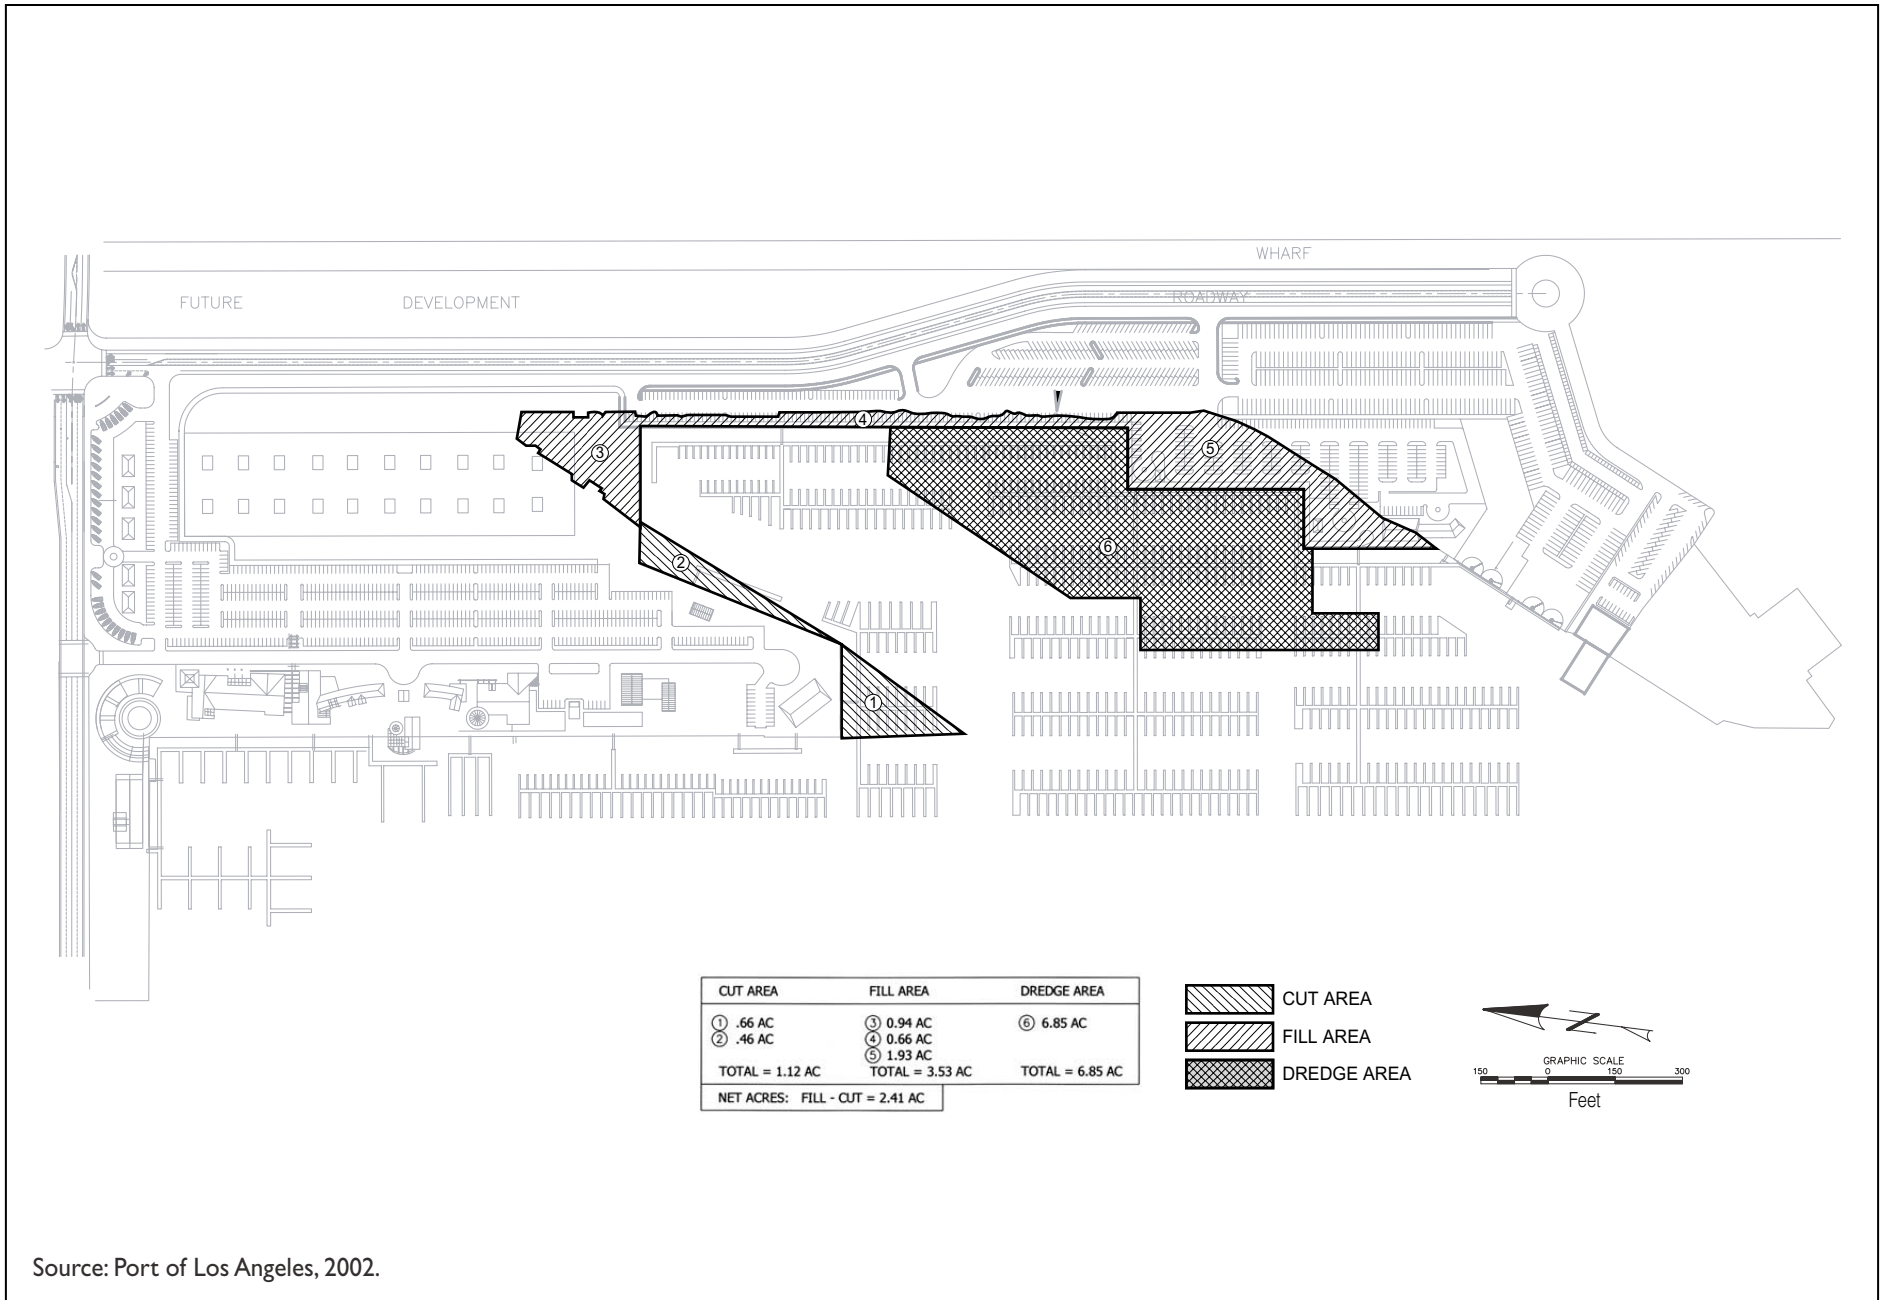 WHARF
FUTURE DEVELOPMENT
ROADWAY
4
3
5
6
2
1
CUT AREA FILL AREA DREDGE AREA
1 .66 AC 3 0.94 AC 6 6.85 AC
2 .46 AC 4 0.66 AC
5 1.93 AC
TOTAL = 1.12 AC TOTAL = 3.53 AC TOTAL = 6.85 AC
NET ACRES: FILL - CUT = 2.41 AC
CUT AREA
FILL AREA
DREDGE AREA
Z
GRAPHIC SCALE
150 0 150 300
Feet
Source: Port of Los Angeles, 2002.